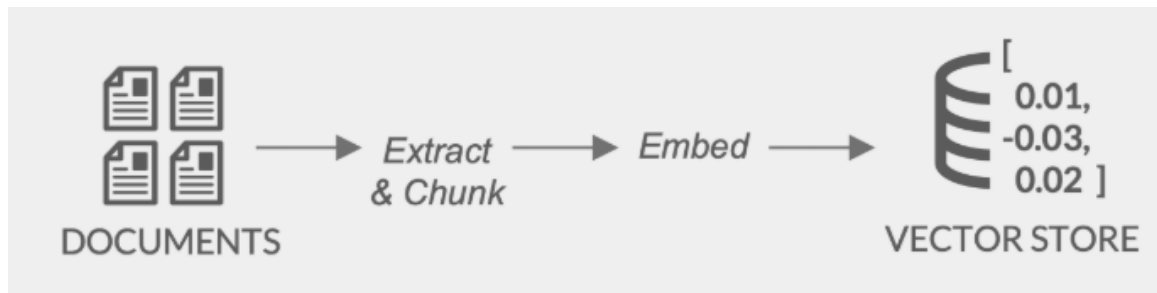 DOCUMENTS
Extract
& Chunk
Embed
[
0.01,
-0.03,
0.02 ]
VECTOR STORE